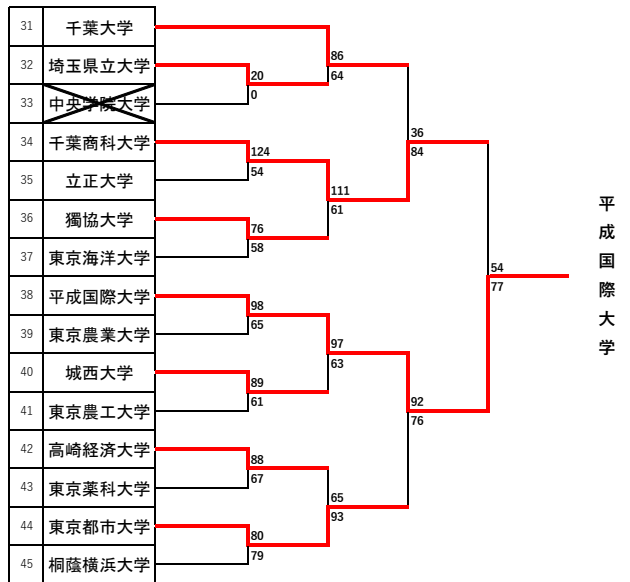 31 千葉大学
32 埼玉県立大学
33 中央学院大学
34 千葉商科大学
35 立正大学
36 獨協大学
37 東京海洋大学
38 平成国際大学
39 東京農業大学
40 城西大学
41 東京農工大学
42 高崎経済大学
43 東京薬科大学
44 東京都市大学
45 桐蔭横浜大学
20
0
124
54
76
58
98
65
89
61
88
67
80
79
86
64
111
61
97
63
65
93
36
84
92
76
54
77
平成国際大学